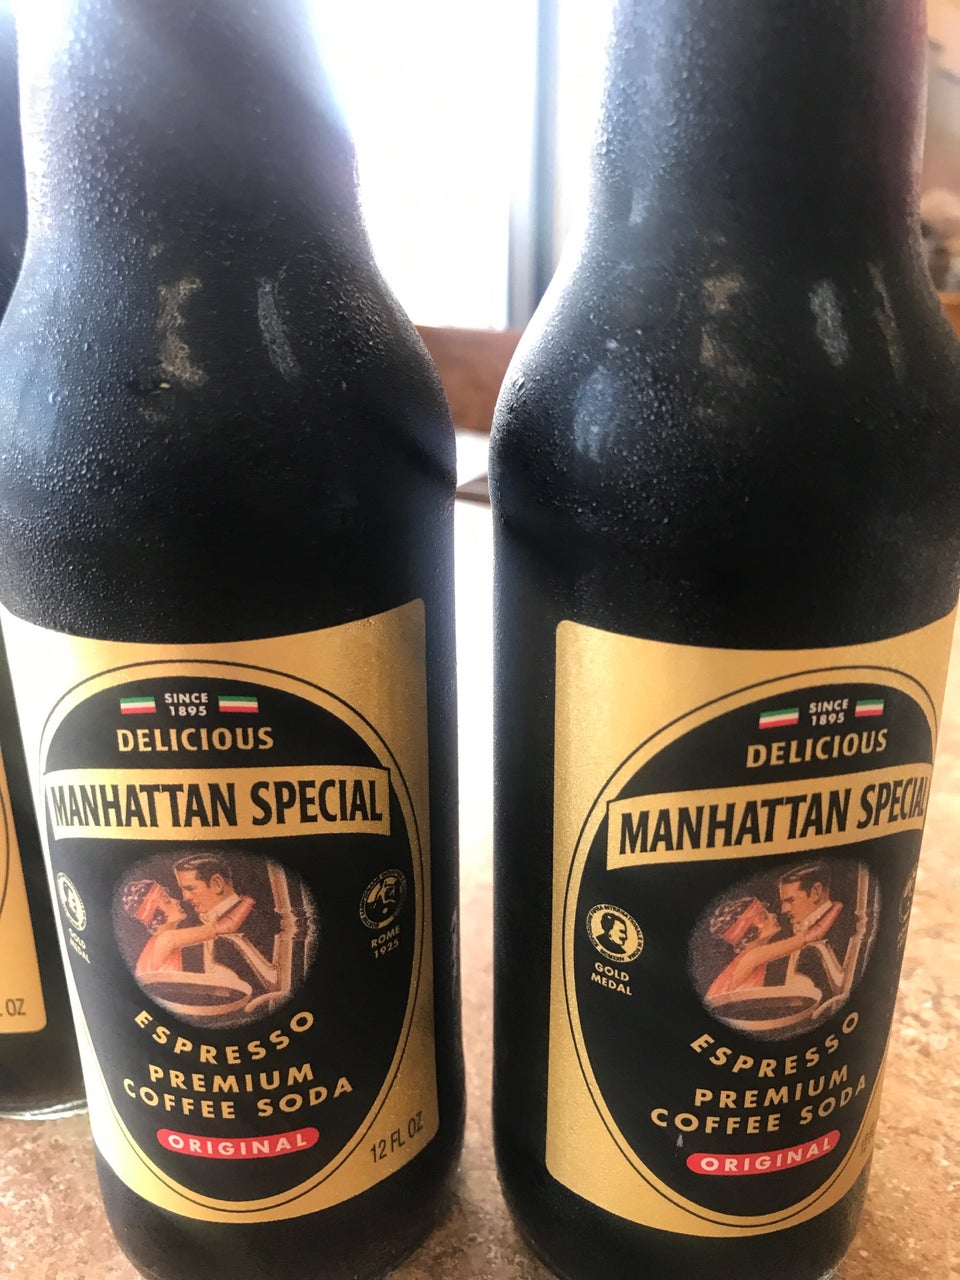 SINCE
1895
DELICIOUS
MANHATTAN SPECIAL
GOLD
MEDAL
ROME
1925
ESPRESSO
PREMIUM
COFFEE SODA
ORIGINAL
12 FL OZ
SINCE
1895
DELICIOUS
MANHATTAN SPECIAL
GOLD
MEDAL
ESPRESSO
PREMIUM
COFFEE SODA
ORIGINAL
OZ